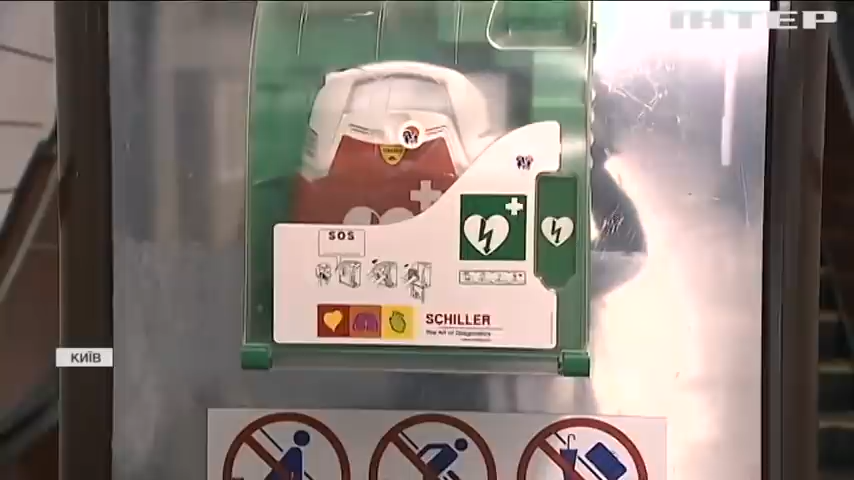 ІНТЕР
SOS
SCHILLER
The Art of Diagnostics
КИЇВ